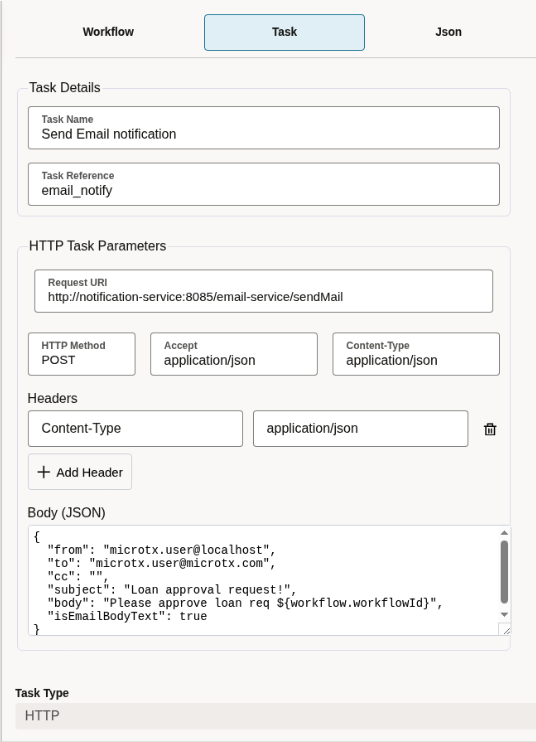 Workflow Task Json
Task Details
Task Name
Send Email notification
Task Reference
email_notify
HTTP Task Parameters
Request URI
http://notification-service:8085/email-service/sendMail
HTTP Method Accept Content-Type
POST application/json application/json
Headers
Content-Type application/json
Add Header
Body (JSON)
{
  "from": "microtx.user@localhost",
  "to": "microtx.user@microtx.com",
  "cc": "",
  "subject": "Loan approval request!",
  "body": "Please approve loan req ${workflow.workflowId}",
  "isEmailBodyText": true
}
Task Type
HTTP